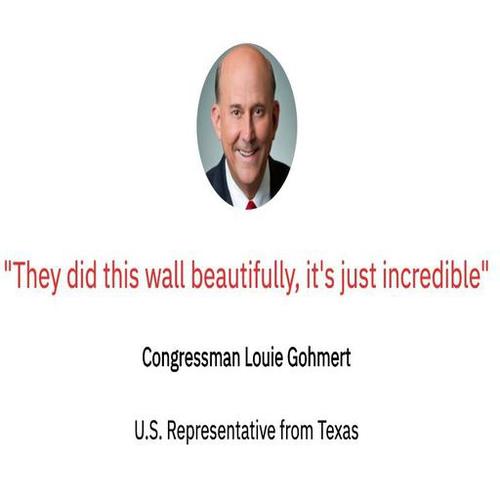 "They did this wall beautifully, it's just incredible"
Congressman Louie Gohmert
U.S. Representative from Texas